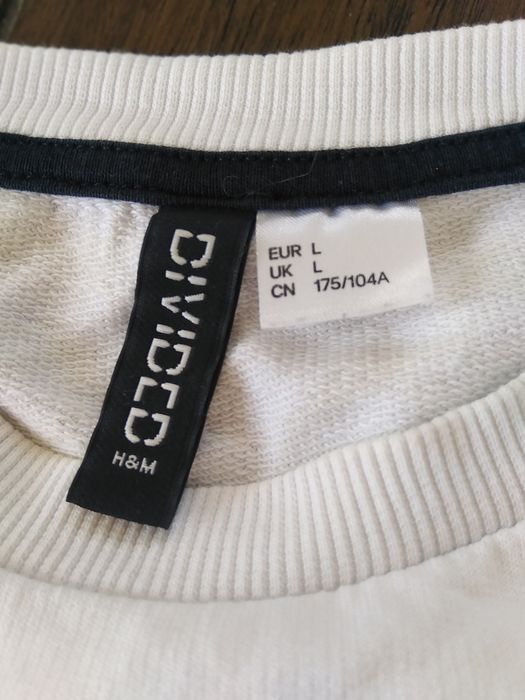 DIVIDED
H&M
EUR L
UK L
CN 175/104A